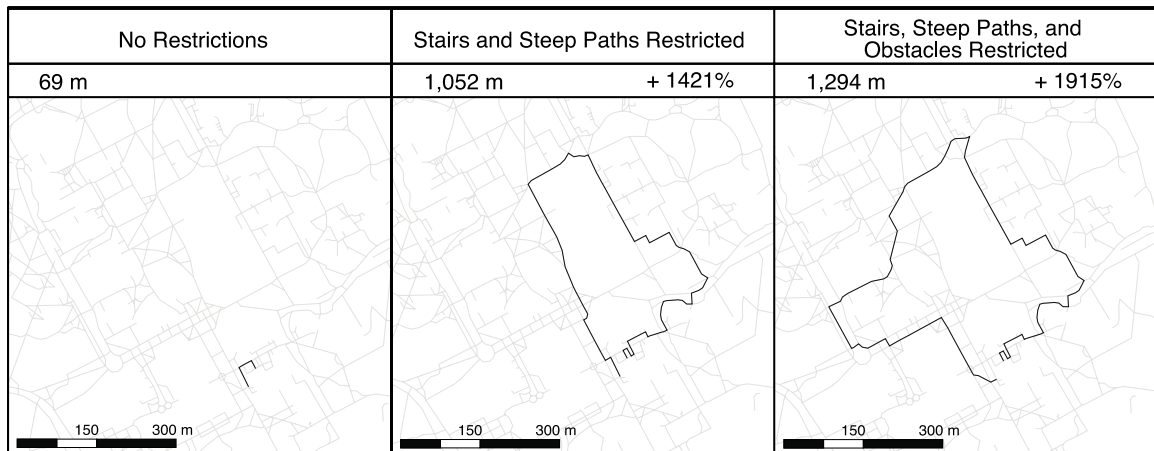 No Restrictions
Stairs and Steep Paths Restricted
Stairs, Steep Paths, and
Obstacles Restricted
69 m
1,052 m + 1421%
1,294 m + 1915%
150 300 m
150 300 m
150 300 m